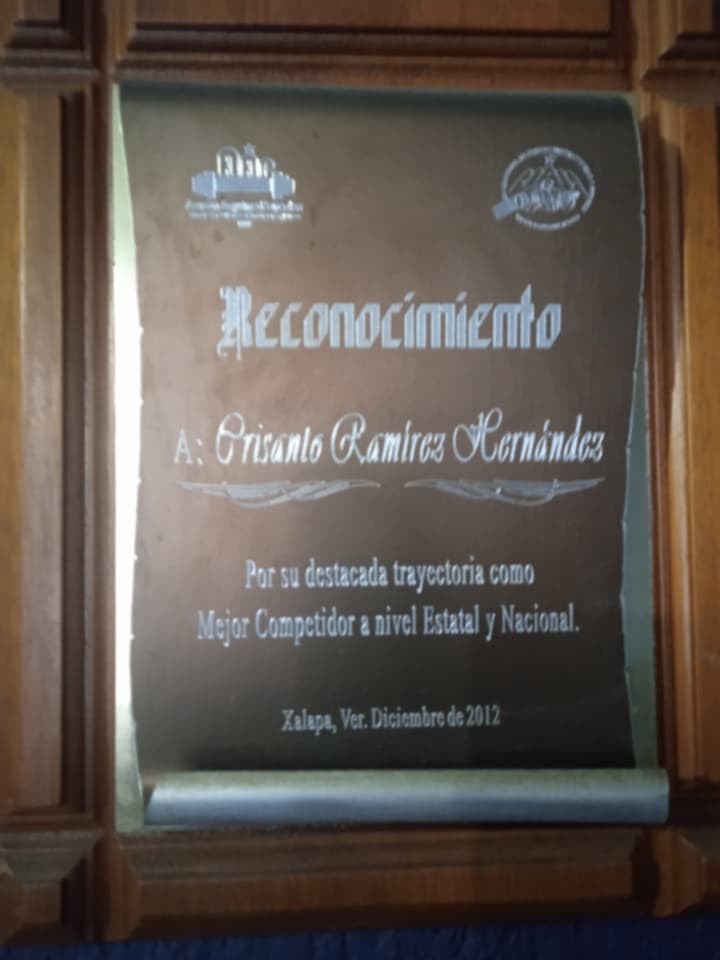 Reconocimiento
A: Crisanto Ramírez Hernández
Por su destacada trayectoria como
Mejor Competidor a nivel Estatal y Nacional.
Xalapa, Ver. Diciembre de 2012